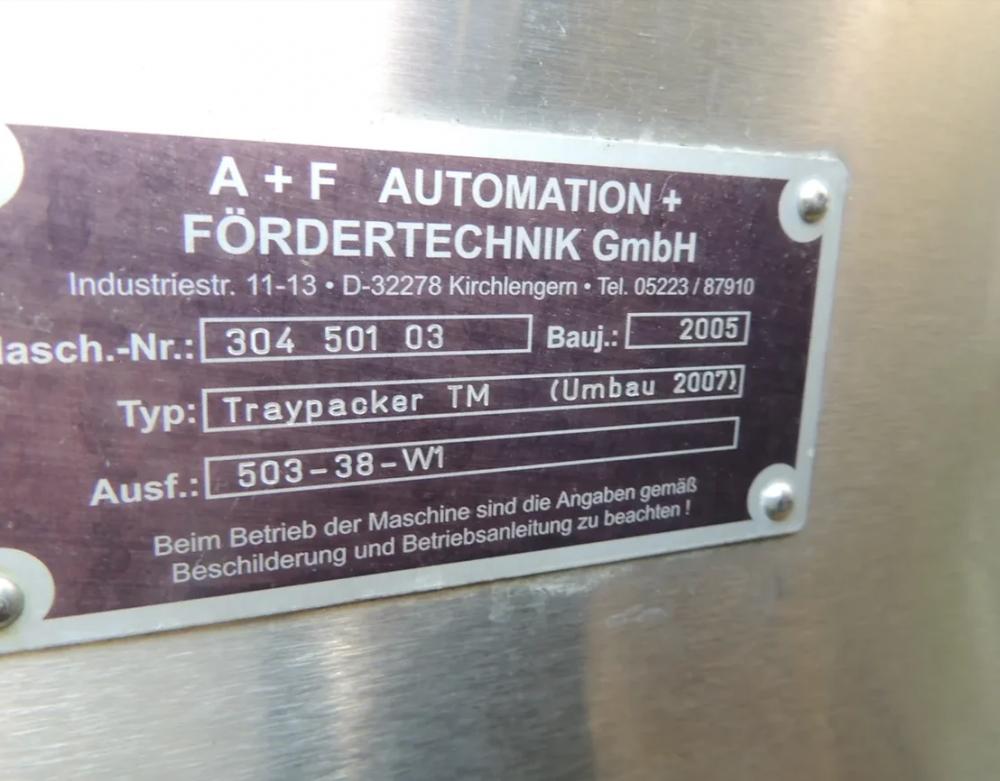 A + F AUTOMATION +
FÖRDERTECHNIK GmbH
Industriestr. 11-13 • D-32278 Kirchlengern • Tel. 05223 / 87910
asch.-Nr.: 304 501 03 Bauj.: 2005
Typ: Traypacker TM (Umbau 2007)
Ausf.: 503-38-W1
Beim Betrieb der Maschine sind die Angaben gemäß
Beschilderung und Betriebsanleitung zu beachten !